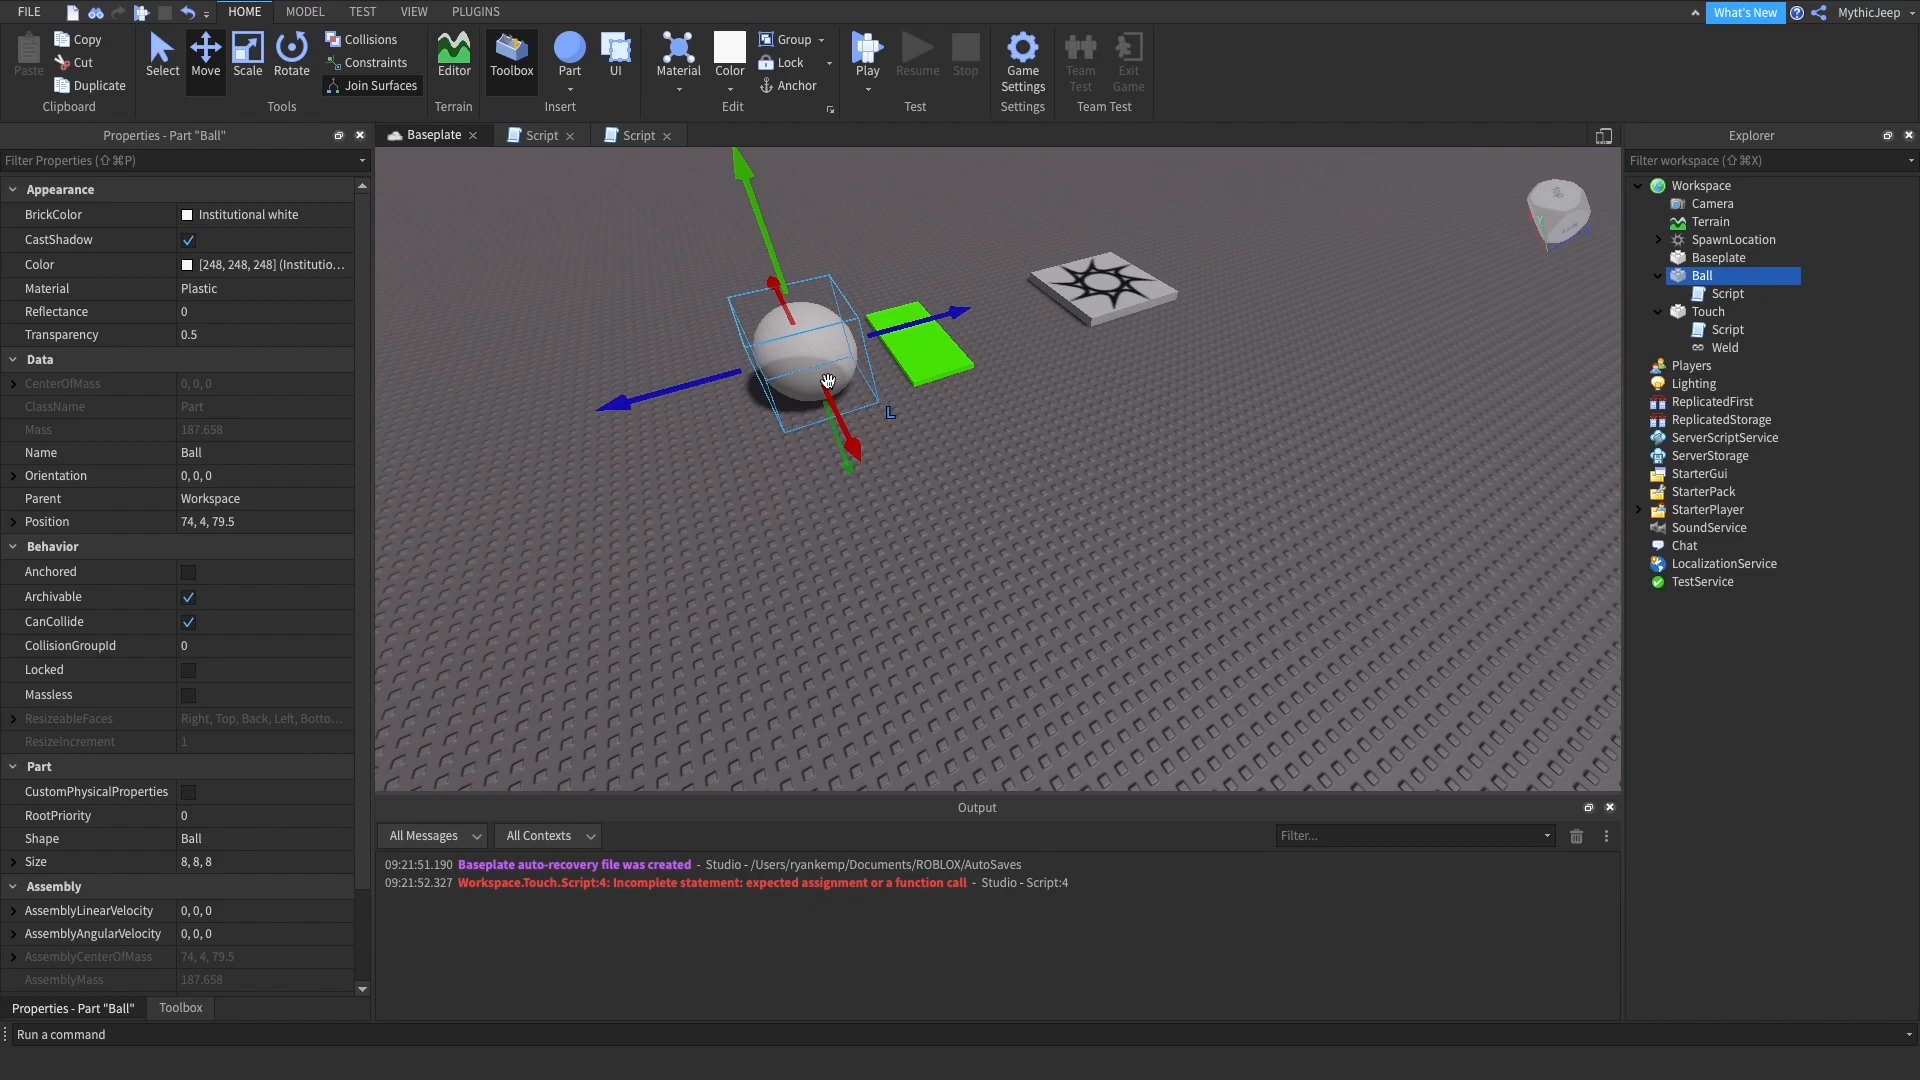 FILE HOME MODEL TEST VIEW PLUGINS What's New MythicJeep
Paste Copy Cut Duplicate Clipboard
Select Move Scale Rotate Collisions Constraints Join Surfaces Tools
Editor Terrain
Toolbox Part UI Insert
Material Color Group Lock Anchor Edit
Play Resume Stop Test
Game Settings Settings
Team Test Exit Game Team Test
Properties - Part "Ball"
Filter Properties (⇧⌘P)
Appearance
BrickColor Institutional white
CastShadow
Color [248, 248, 248] (Institutio...
Material Plastic
Reflectance 0
Transparency 0.5
Data
CenterOfMass 0, 0, 0
ClassName Part
Mass 187.658
Name Ball
Orientation 0, 0, 0
Parent Workspace
Position 74, 4, 79.5
Behavior
Anchored
Archivable
CanCollide
CollisionGroupId 0
Locked
Massless
ResizeableFaces Right, Top, Back, Left, Botto...
ResizeIncrement 1
Part
CustomPhysicalProperties
RootPriority 0
Shape Ball
Size 8, 8, 8
Assembly
AssemblyLinearVelocity 0, 0, 0
AssemblyAngularVelocity 0, 0, 0
AssemblyCenterOfMass 74, 4, 79.5
AssemblyMass 187.658
Properties - Part "Ball" Toolbox
Run a command
Baseplate Script Script
TOP
Y
L
Output
All Messages All Contexts Filter...
09:21:51.190 Baseplate auto-recovery file was created - Studio - /Users/ryankemp/Documents/ROBLOX/AutoSaves
09:21:52.327 Workspace.Touch.Script:4: Incomplete statement: expected assignment or a function call - Studio - Script:4
Explorer
Filter workspace (⇧⌘X)
Workspace
Camera
Terrain
SpawnLocation
Baseplate
Ball
Script
Touch
Script
Weld
Players
Lighting
ReplicatedFirst
ReplicatedStorage
ServerScriptService
ServerStorage
StarterGui
StarterPack
StarterPlayer
SoundService
Chat
LocalizationService
TestService